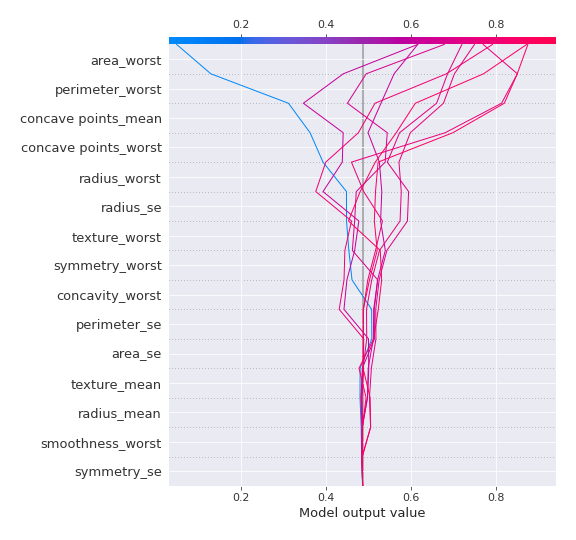 0.2 0.4 0.6 0.8
area_worst
perimeter_worst
concave points_mean
concave points_worst
radius_worst
radius_se
texture_worst
symmetry_worst
concavity_worst
perimeter_se
area_se
texture_mean
radius_mean
smoothness_worst
symmetry_se
0.2 0.4 0.6 0.8
Model output value